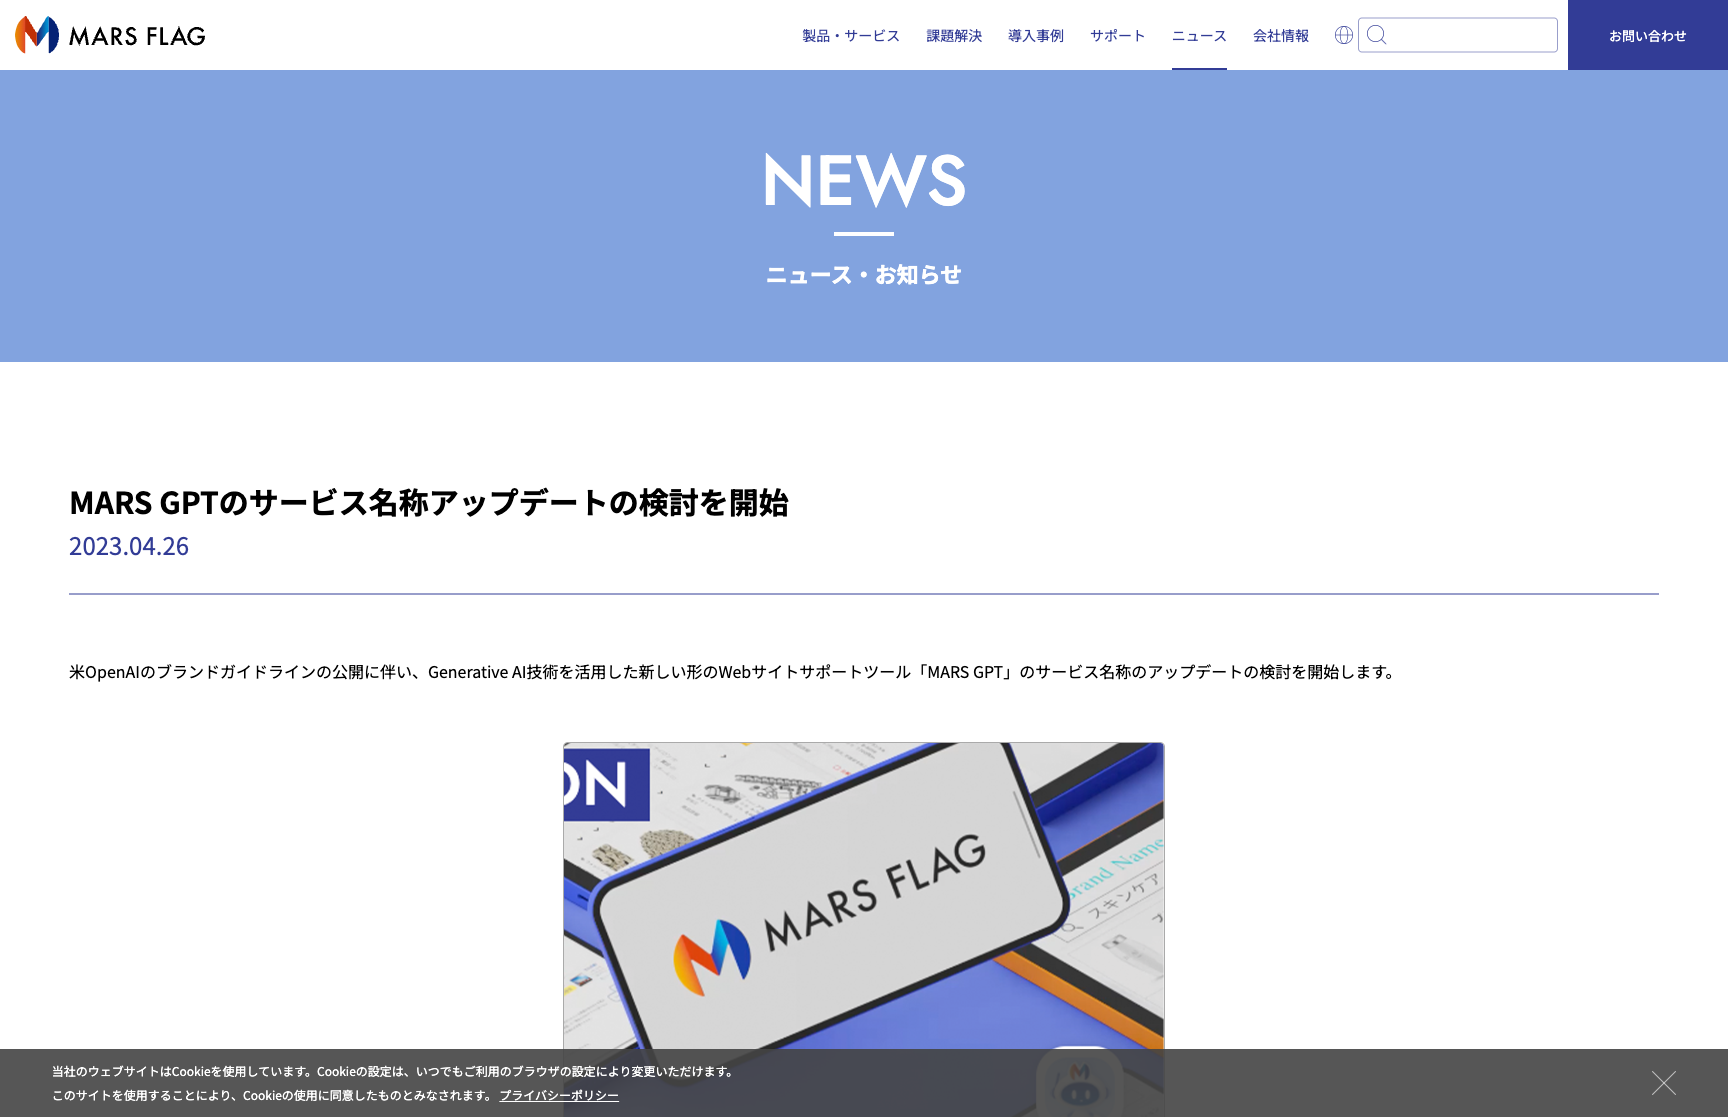 MARS FLAG
製品・サービス
課題解決
導入事例
サポート
ニュース
会社情報
お問い合わせ
NEWS
ニュース・お知らせ
MARS GPTのサービス名称アップデートの検討を開始
2023.04.26
米OpenAIのブランドガイドラインの公開に伴い、Generative AI技術を活用した新しい形のWebサイトサポートツール「MARS GPT」のサービス名称のアップデートの検討を開始します。
ON
MARS FLAG
Brand Name
スキンケア
当社のウェブサイトはCookieを使用しています。Cookieの設定は、いつでもご利用のブラウザの設定により変更いただけます。
このサイトを使用することにより、Cookieの使用に同意したものとみなされます。 プライバシーポリシー